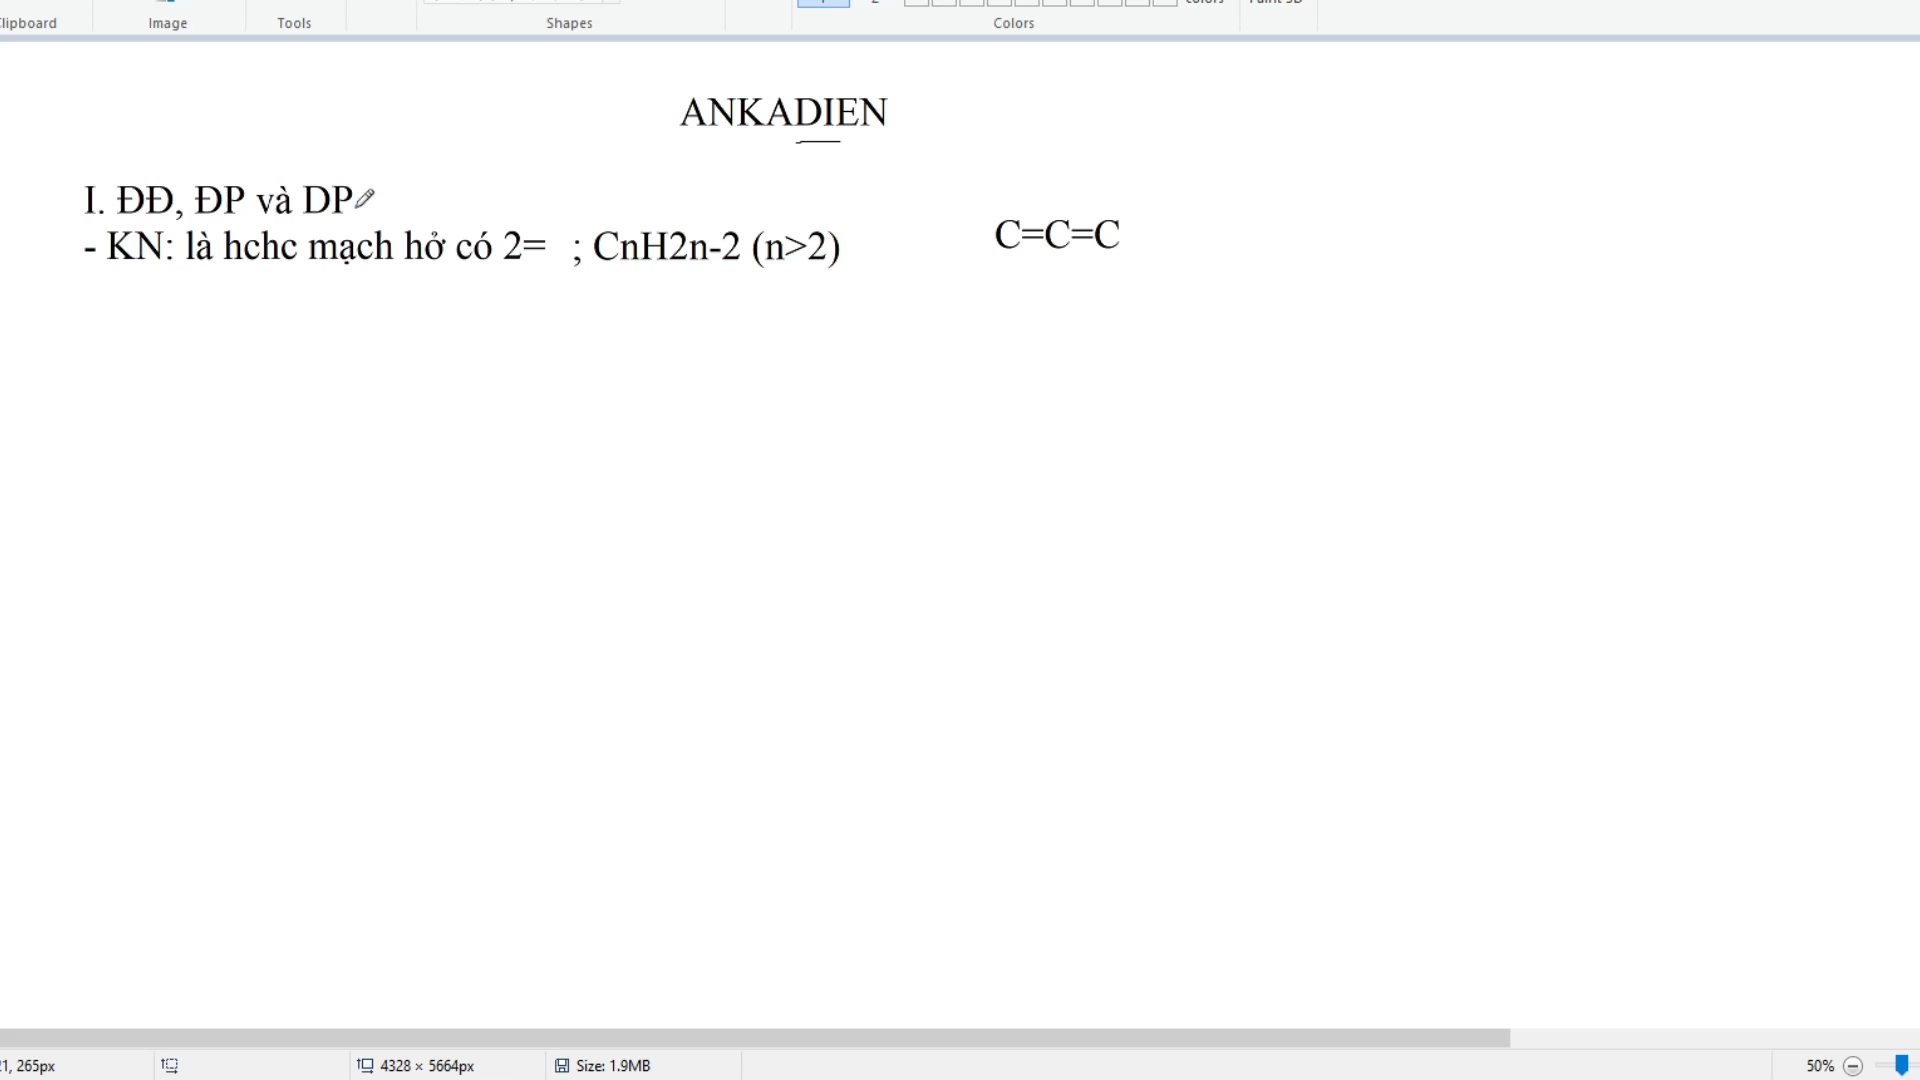 Image Tools Shapes Colors
ANKADIEN
I. ĐĐ, ĐP và DP
- KN: là hchc mạch hở có 2= ; CnH2n-2 (n>2)
C=C=C
265px 4328 × 5664px Size: 1.9MB 50%